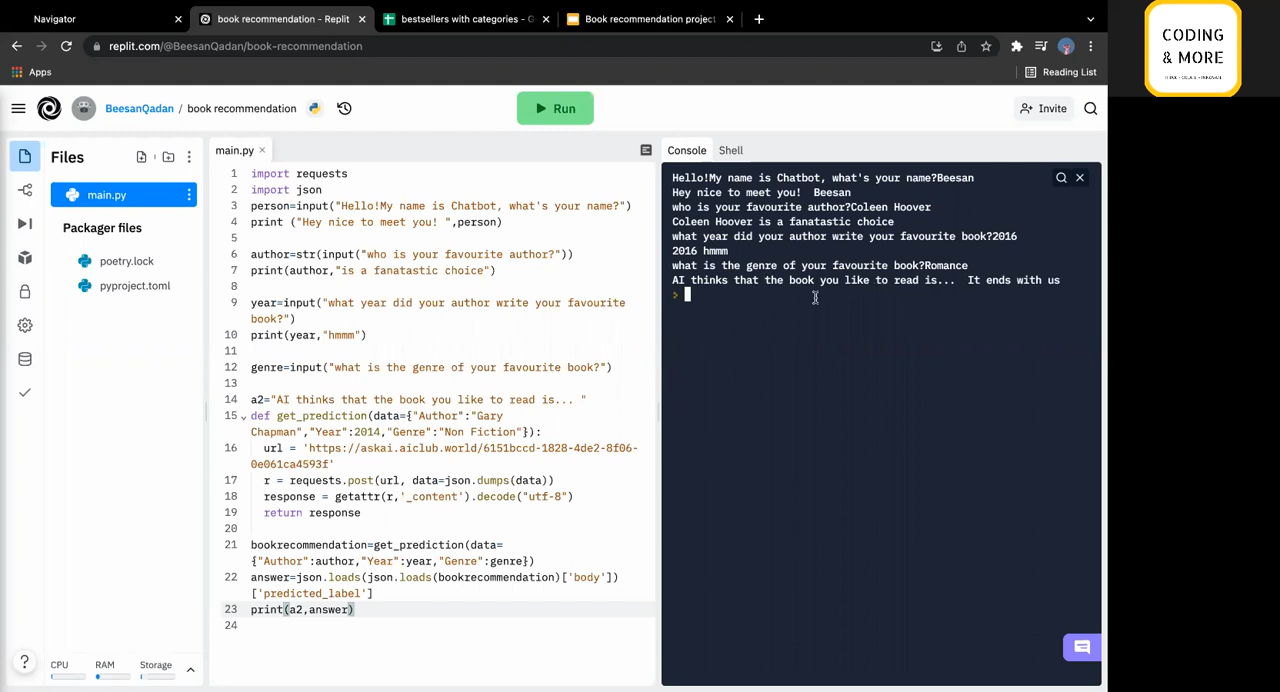 Navigator
book recommendation - Replit
bestsellers with categories - G
Book recommendation project
replit.com/@BeesanQadan/book-recommendation
Apps
Reading List
CODING
& MORE
BeesanQadan / book recommendation
Run
Invite
Files
main.py
Console
Shell
main.py
Packager files
poetry.lock
pyproject.toml
1 import requests
2 import json
3 person=input("Hello!My name is Chatbot, what's your name?")
4 print ("Hey nice to meet you! ",person)
5
6 author=str(input("who is your favourite author?"))
7 print(author,"is a fanatastic choice")
8
9 year=input("what year did your author write your favourite
book?")
10 print(year,"hmmm")
11
12 genre=input("what is the genre of your favourite book?")
13
14 a2="AI thinks that the book you like to read is... "
15 def get_prediction(data={"Author":"Gary
Chapman","Year":2014,"Genre":"Non Fiction"}):
16 url = 'https://askai.aiclub.world/6151bccd-1828-4de2-8f06-
0e061ca4593f'
17 r = requests.post(url, data=json.dumps(data))
18 response = getattr(r,'_content').decode("utf-8")
19 return response
20
21 bookrecommendation=get_prediction(data=
{"Author":author,"Year":year,"Genre":genre})
22 answer=json.loads(json.loads(bookrecommendation)['body'])
['predicted_label']
23 print(a2,answer)
24
Hello!My name is Chatbot, what's your name?Beesan
Hey nice to meet you!  Beesan
who is your favourite author?Coleen Hoover
Coleen Hoover is a fanatastic choice
what year did your author write your favourite book?2016
2016 hmmm
what is the genre of your favourite book?Romance
AI thinks that the book you like to read is...  It ends with us
>
CPU
RAM
Storage